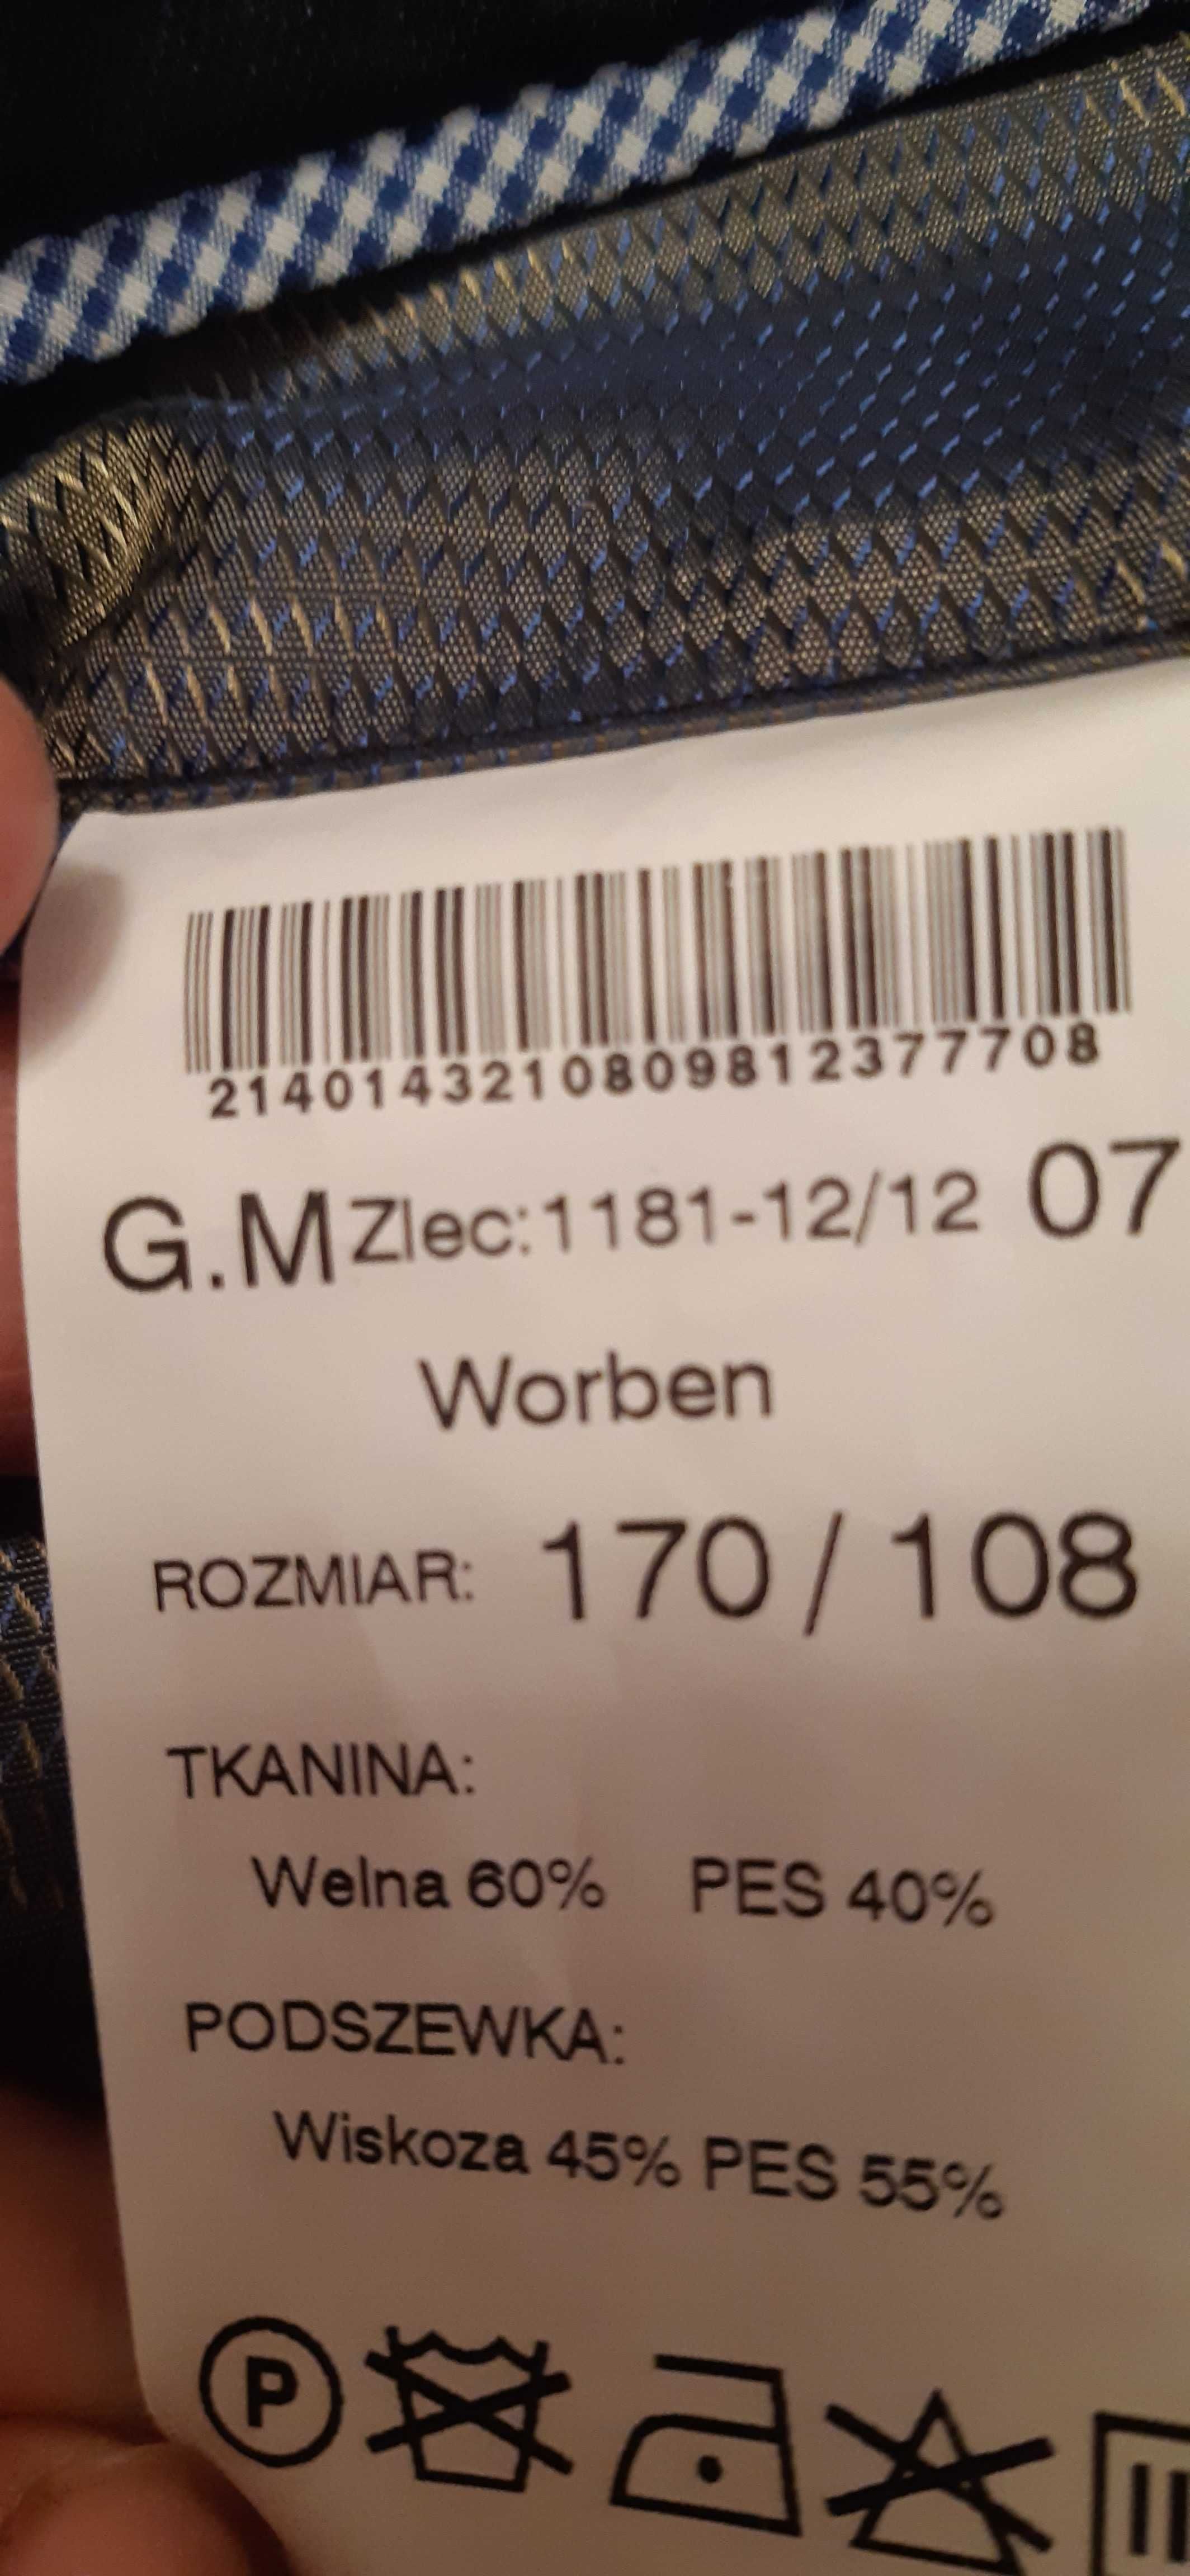 2140143210809812377708
G.M Zlec:1181-12/12 07
Worben
ROZMIAR: 170 / 108
TKANINA:
Welna 60% PES 40%
PODSZEWKA:
Wiskoza 45% PES 55%
P